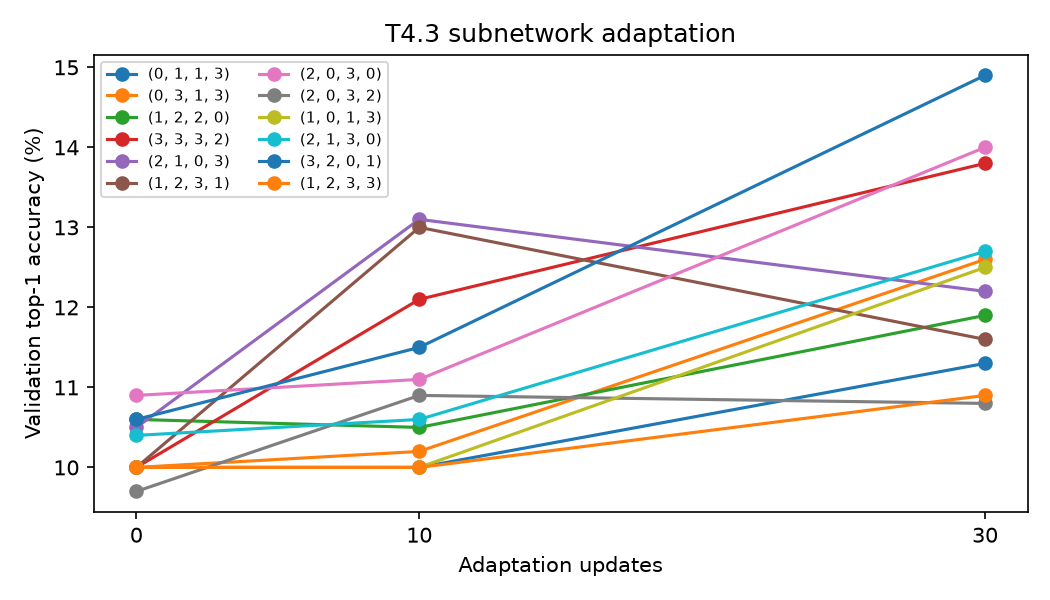 T4.3 subnetwork adaptation
Validation top-1 accuracy (%)
15
14
13
12
11
10
(0, 1, 1, 3)
(0, 3, 1, 3)
(1, 2, 2, 0)
(3, 3, 3, 2)
(2, 1, 0, 3)
(1, 2, 3, 1)
(2, 0, 3, 0)
(2, 0, 3, 2)
(1, 0, 1, 3)
(2, 1, 3, 0)
(3, 2, 0, 1)
(1, 2, 3, 3)
0
10
30
Adaptation updates